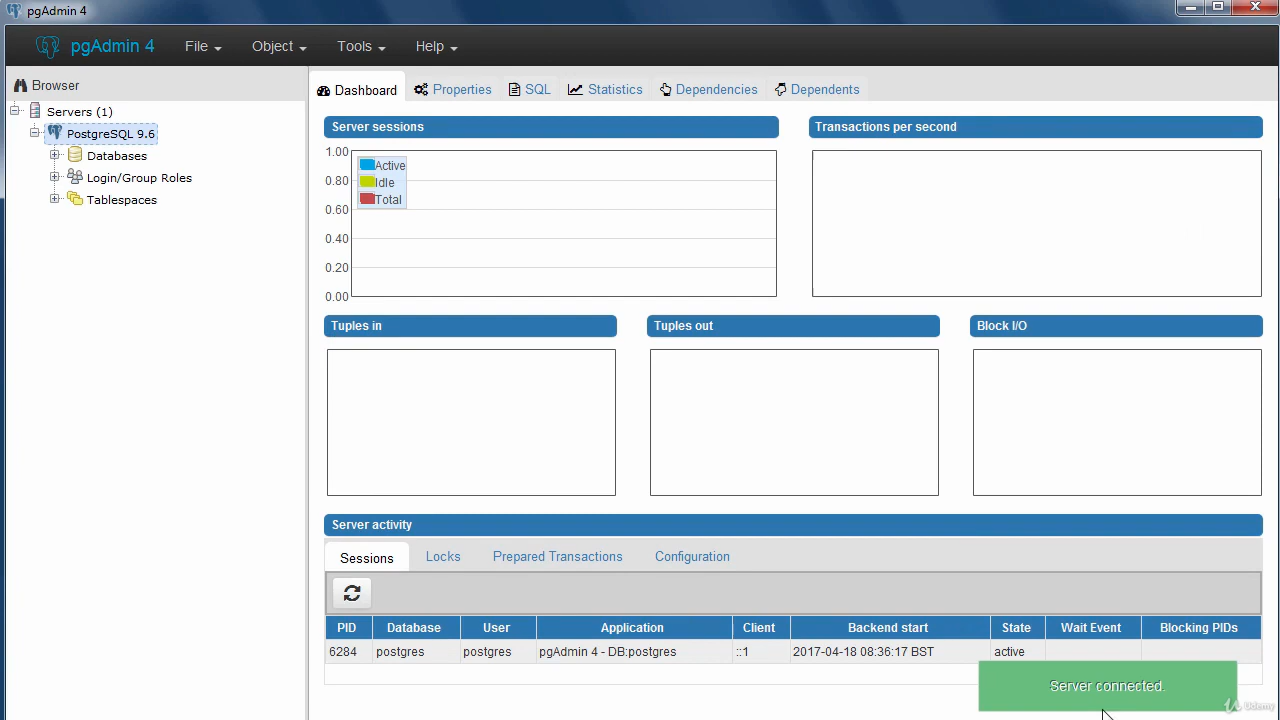 pgAdmin 4
pgAdmin 4 File Object Tools Help
Browser
Servers (1)
PostgreSQL 9.6
Databases
Login/Group Roles
Tablespaces
Dashboard Properties SQL Statistics Dependencies Dependents
Server sessions
1.00
0.80
0.60
0.40
0.20
0.00
Active
Idle
Total
Transactions per second
Tuples in
Tuples out
Block I/O
Server activity
Sessions Locks Prepared Transactions Configuration
PID Database User Application Client Backend start State Wait Event Blocking PIDs
6284 postgres postgres pgAdmin 4 - DB:postgres ::1 2017-04-18 08:36:17 BST active
Server connected.
Udemy